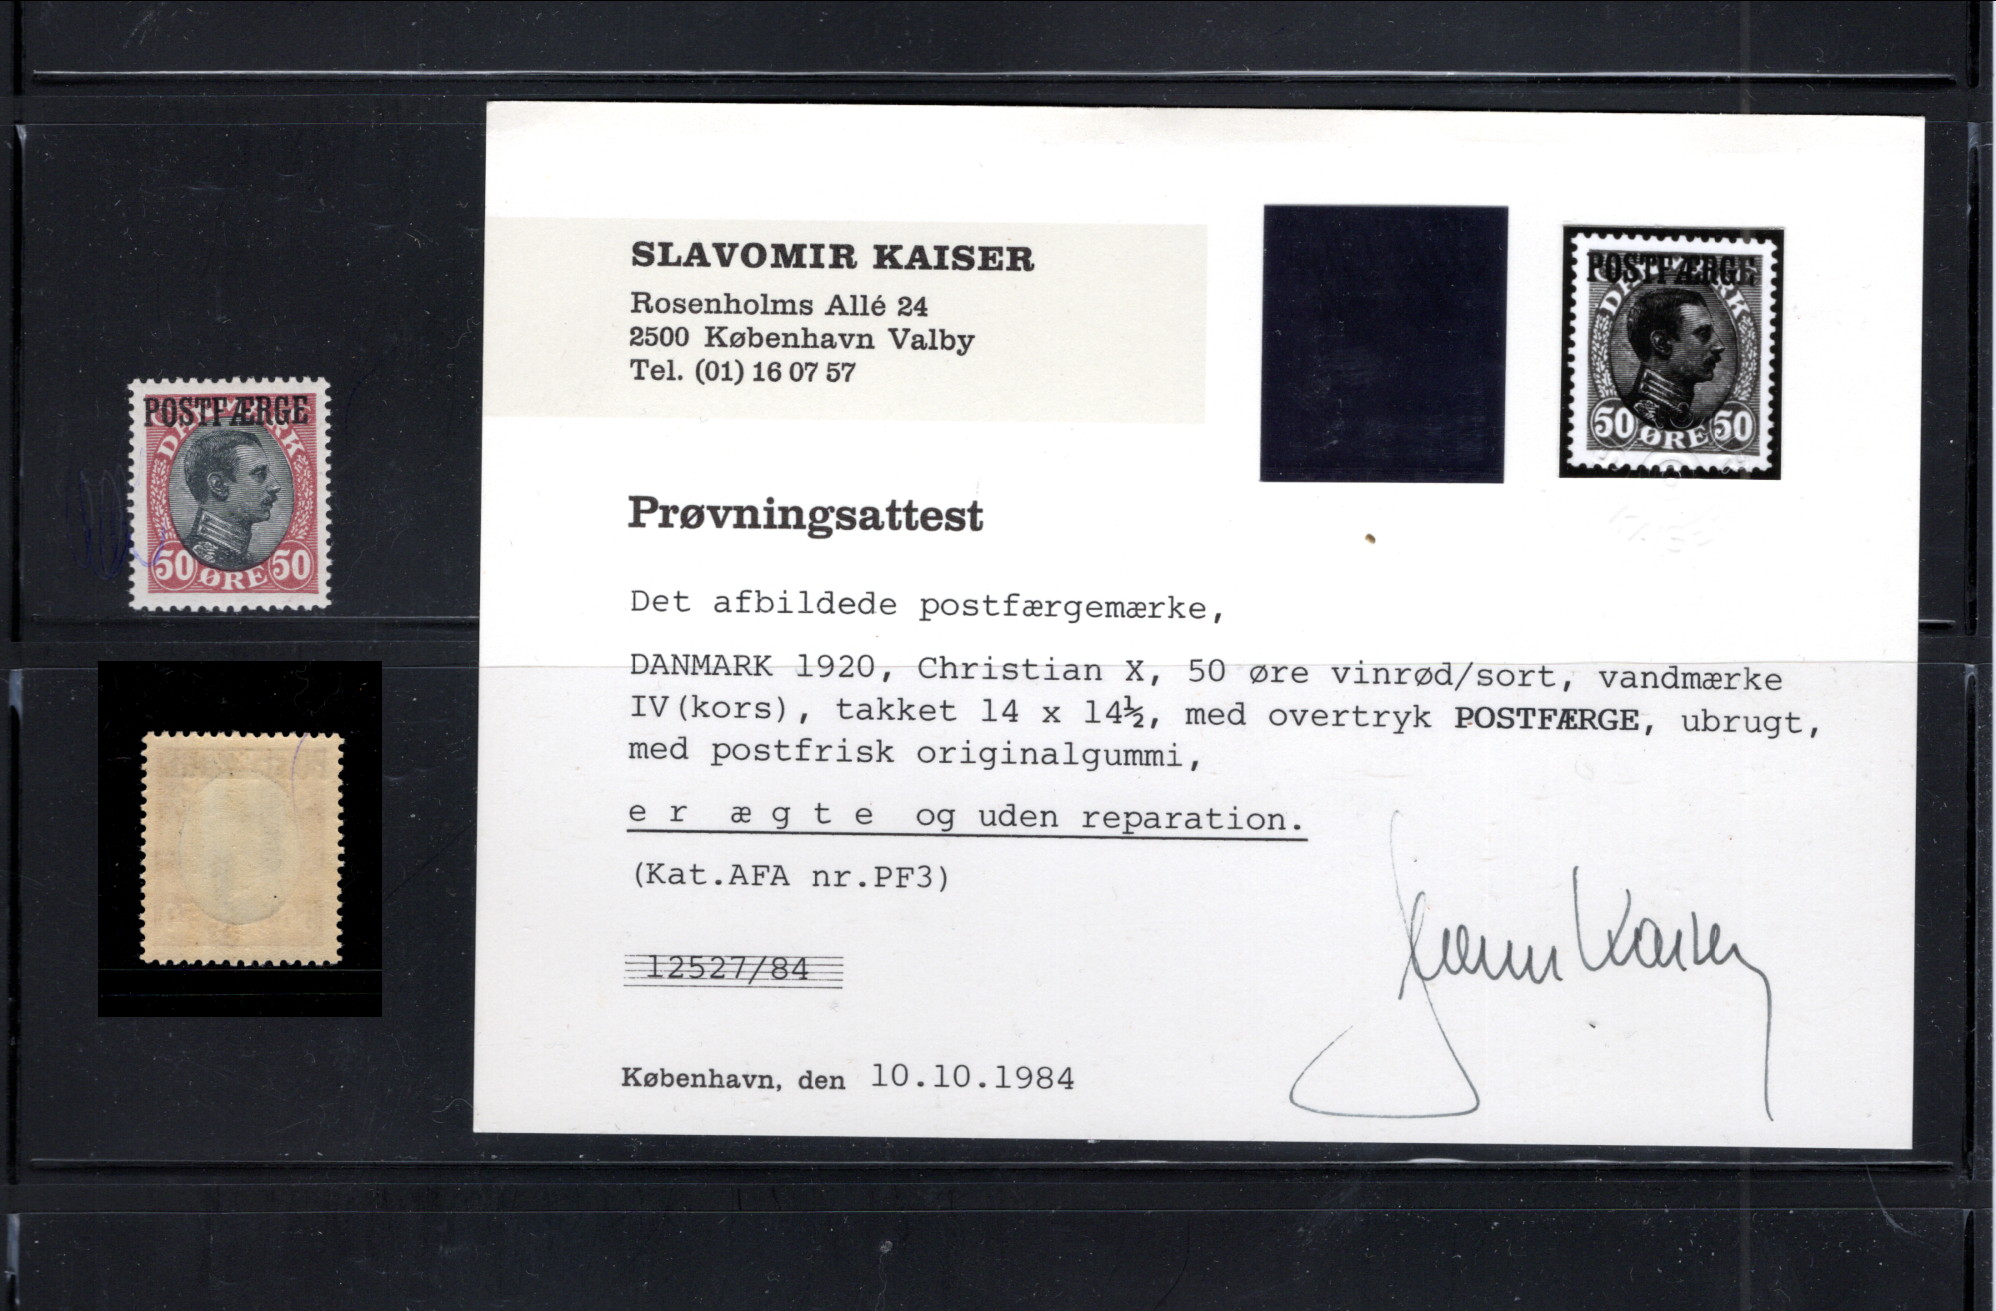 POSTFÆRGE
DANMARK
50 ØRE 50
SLAVOMIR KAISER
Rosenholms Allé 24
2500 København Valby
Tel. (01) 16 07 57
POSTFÆRGE
DANMARK
50 ØRE 50
Prøvningsattest
Det afbildede postfærgemærke,
DANMARK 1920, Christian X, 50 øre vinrød/sort, vandmærke
IV(kors), takket 14 x 14½, med overtryk POSTFÆRGE, ubrugt,
med postfrisk originalgummi,
er ægte og uden reparation.
(Kat.AFA nr.PF3)
12527/84
København, den 10.10.1984